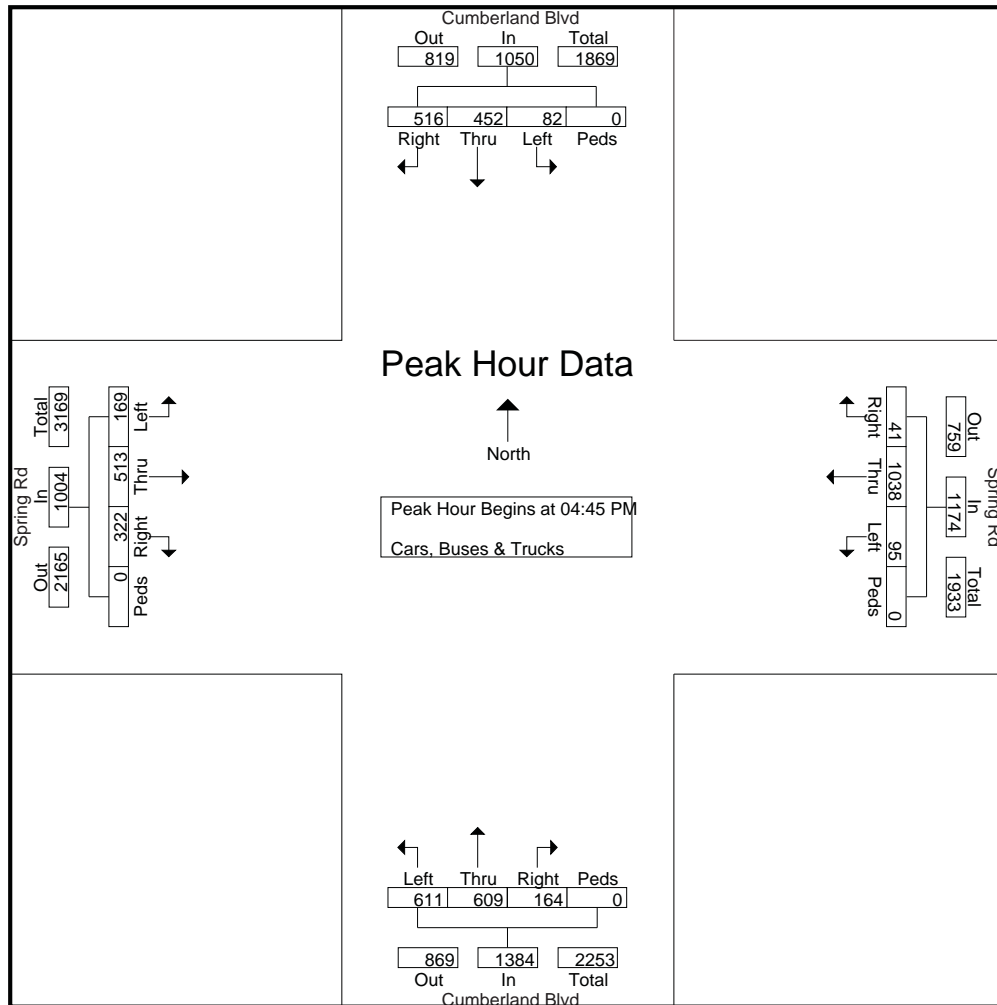 Cumberland Blvd
Out In Total
819 1050 1869
516 452 82 0
Right Thru Left Peds
Peak Hour Data
North
Peak Hour Begins at 04:45 PM
Cars, Buses & Trucks
Spring Rd
Out In Total
2165 1004 3169
Left Thru Right Peds
169 513 322 0
Spring Rd
Out In Total
759 1174 1933
Right Thru Left Peds
41 1038 95 0
Left Thru Right Peds
611 609 164 0
869 1384 2253
Out In Total
Cumberland Blvd